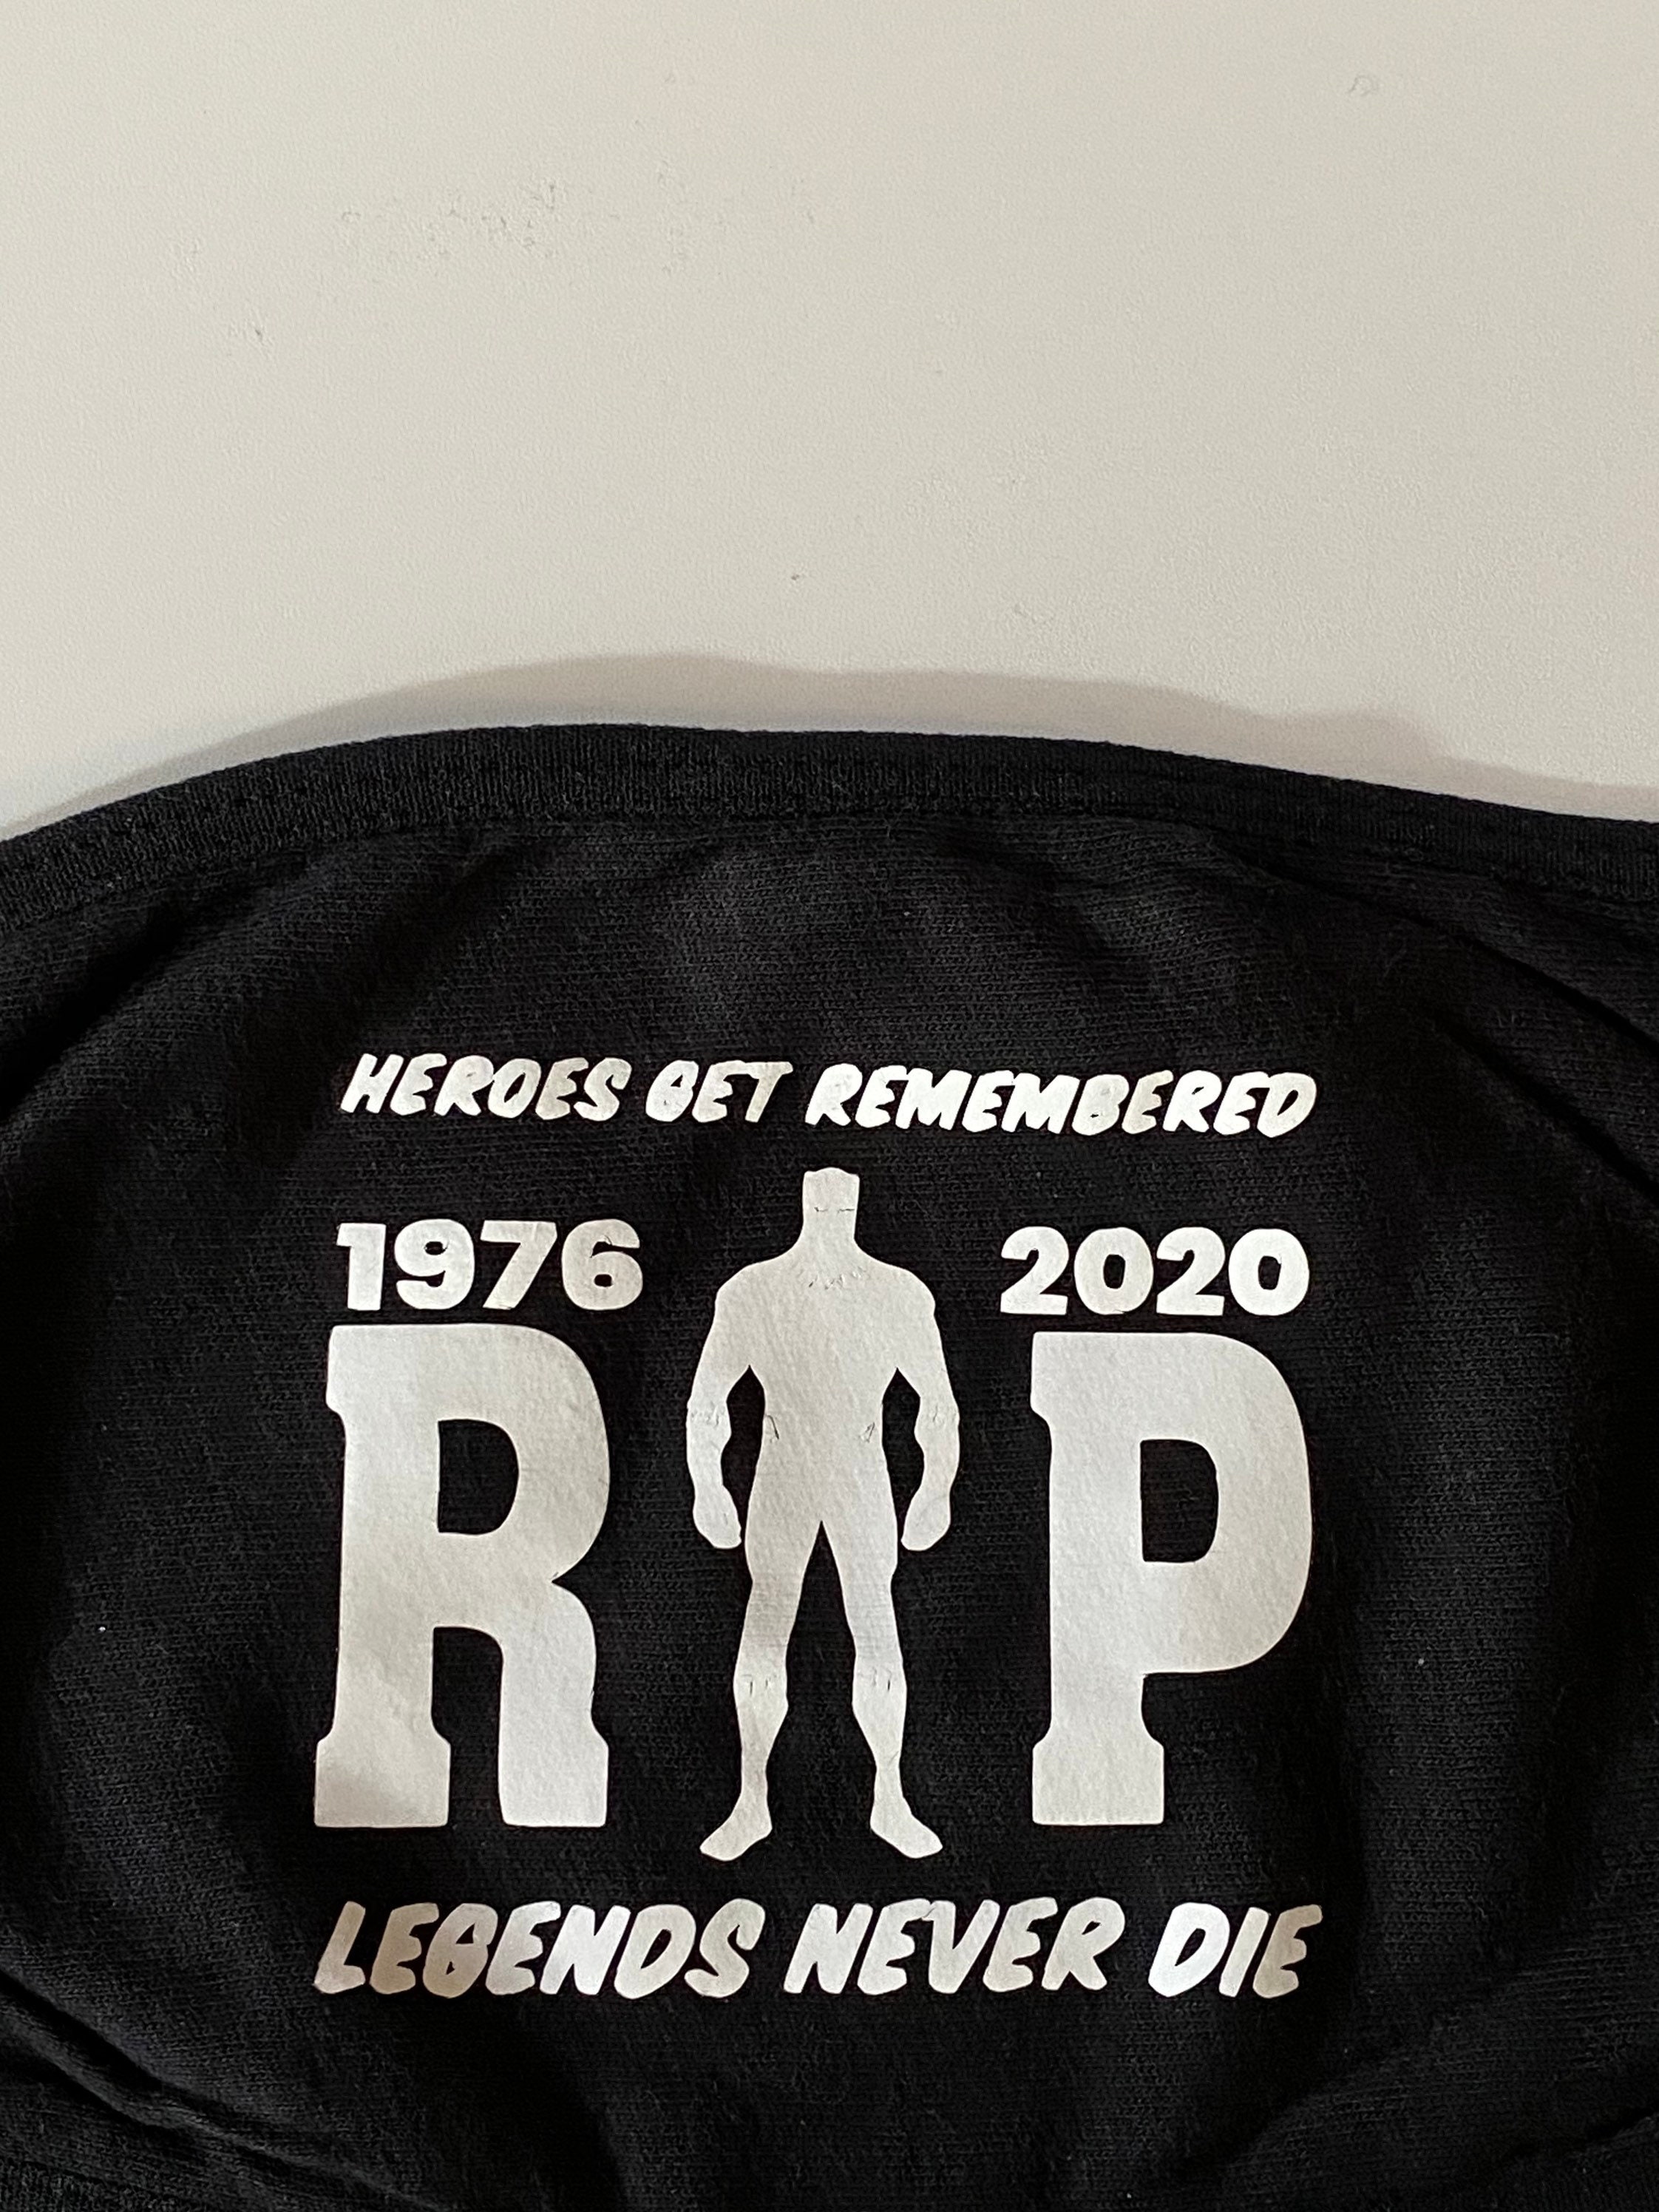 HEROES GET REMEMBERED
1976 2020
R P
LEGENDS NEVER DIE